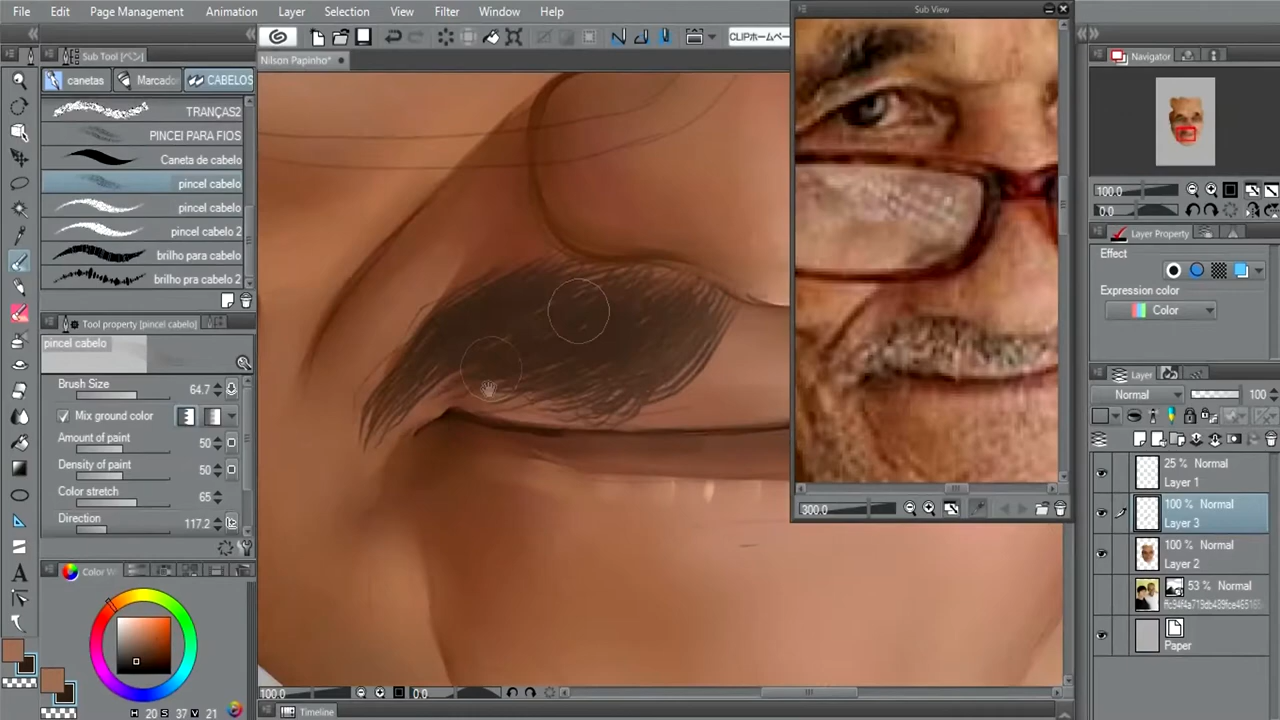 File Edit Page Management Animation Layer Selection View Filter Window Help
Sub View
Sub Tool
CLIP
Navigator
canetas Marcado CABELOS
Nilson Papinho*
TRANÇAS2
PINCEl PARA FIOS
Caneta de cabelo
pincel cabelo
pincel cabelo
pincel cabelo 2
brilho para cabelo
brilho pra cabelo 2
100.0
0.0
Layer Property
Effect
Expression color
Color
Tool property [pincel cabelo]
pincel cabelo
Brush Size 64.7
Mix ground color
Amount of paint 50
Density of paint 50
Color stretch 65
Direction 117.2
Layer
Normal 100
25 % Normal
Layer 1
100 % Normal
Layer 3
100 % Normal
Layer 2
53 % Normal
Paper
300.0
Color W
100.0 0.0
Timeline
H 20 S 37 V 21